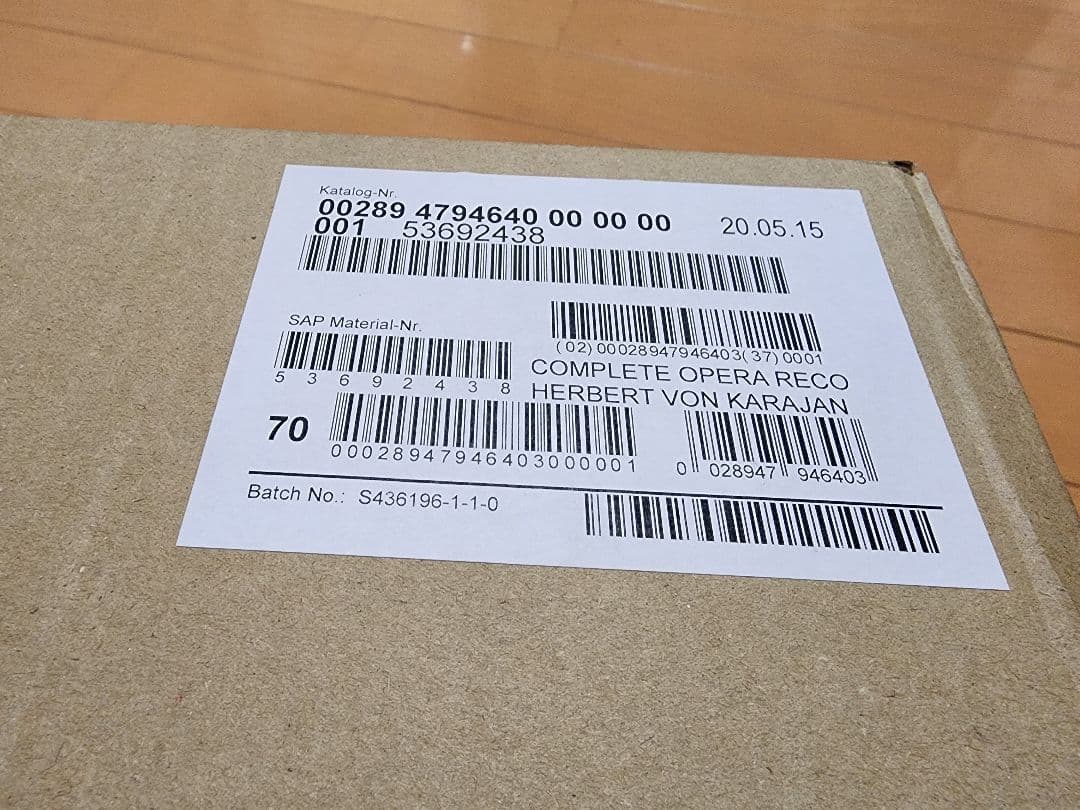 Katalog-Nr.
00289 4794640 00 00 00
20.05.15
001 53692438
SAP Material-Nr.
(02)00028947946403(37)0001
5 3 6 9 2 4 3 8
COMPLETE OPERA RECO
HERBERT VON KARAJAN
70
00028947946403000001
0 028947 946403
Batch No.: S436196-1-1-0